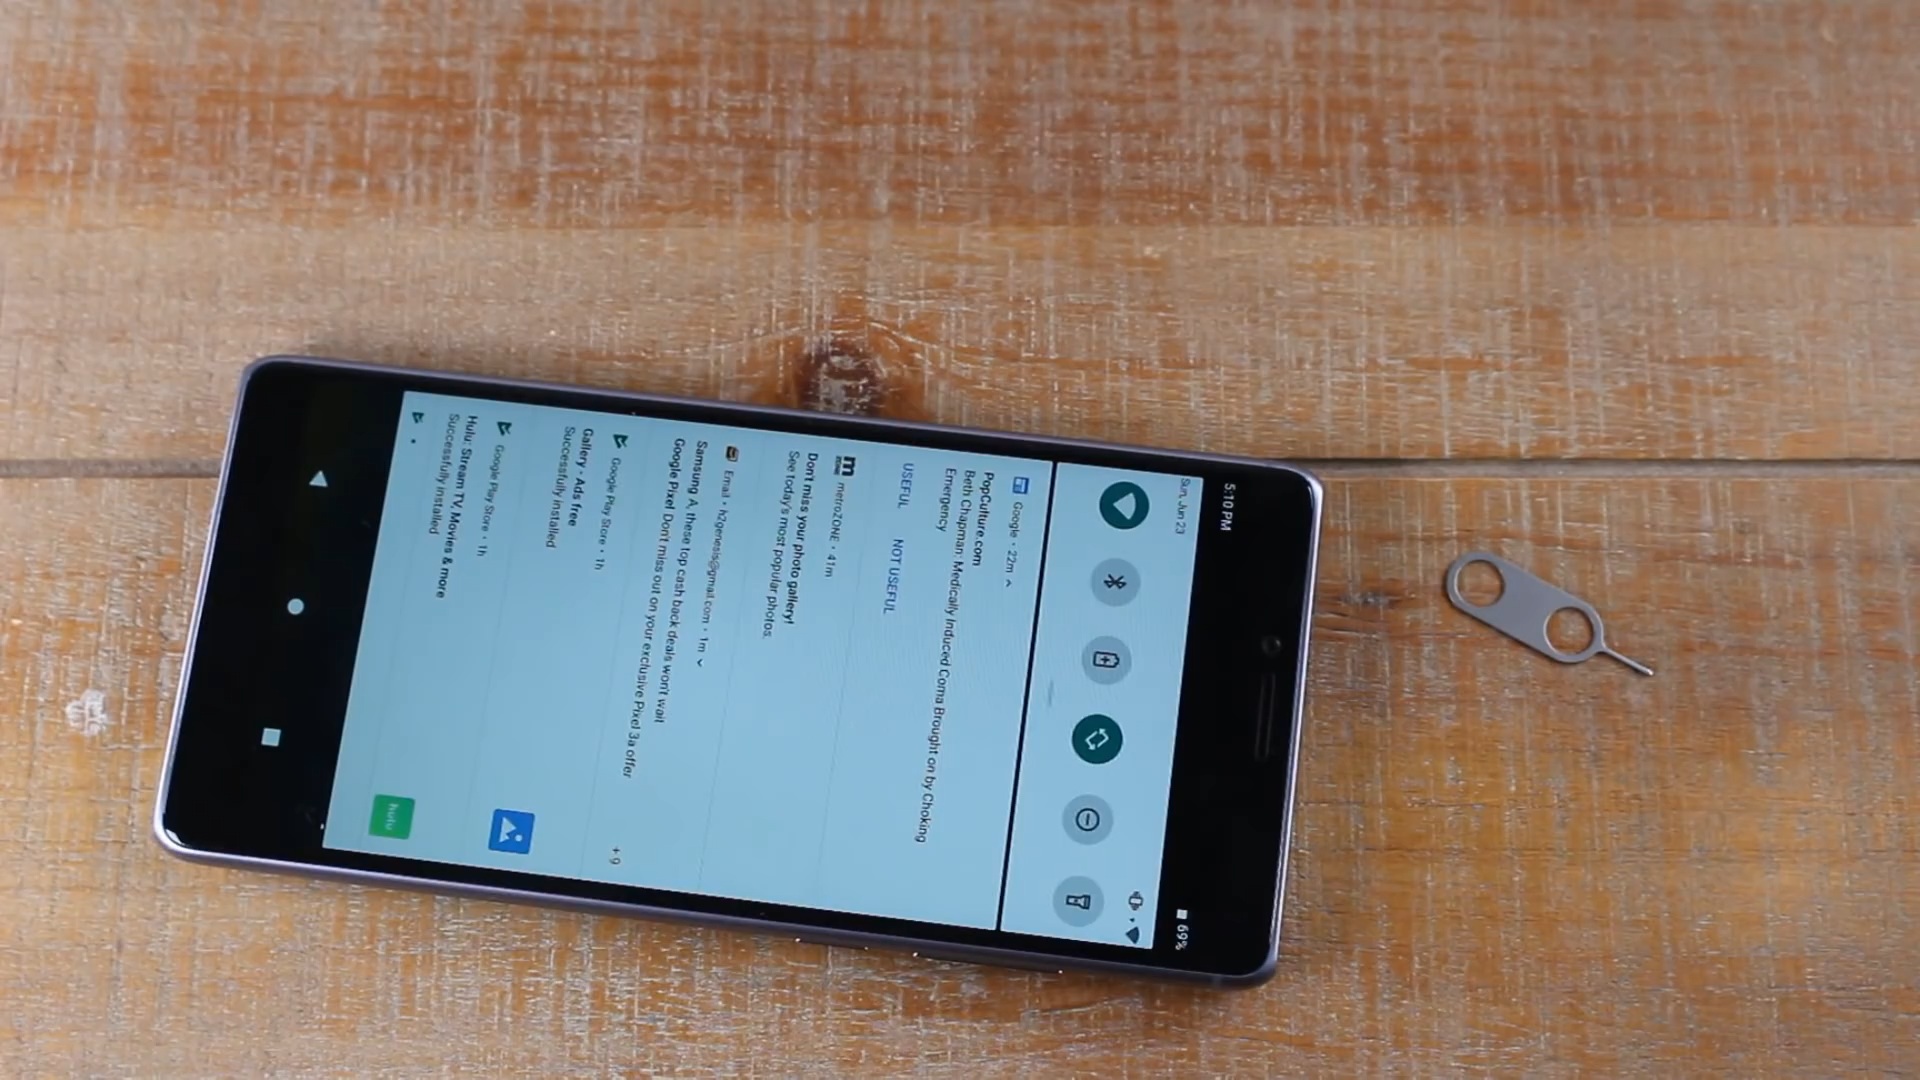 5:10 PM
69%
Sun, Jun 23
Google • 22m
PopCulture.com
Beth Chapman: Medically Induced Coma Brought on by Choking
Emergency
USEFUL NOT USEFUL
m ZONE metroZONE • 41m
Don't miss your photo gallery!
See today's most popular photos.
Email • h2genesis@gmail.com • 1m
Samsung A, these top cash back deals won't wait
Google Pixel Don't miss out on your exclusive Pixel 3a offer
+9
Google Play Store • 1h
Gallery - Ads free
Successfully installed
Google Play Store • 1h
Hulu: Stream TV, Movies & more
Successfully installed
hulu